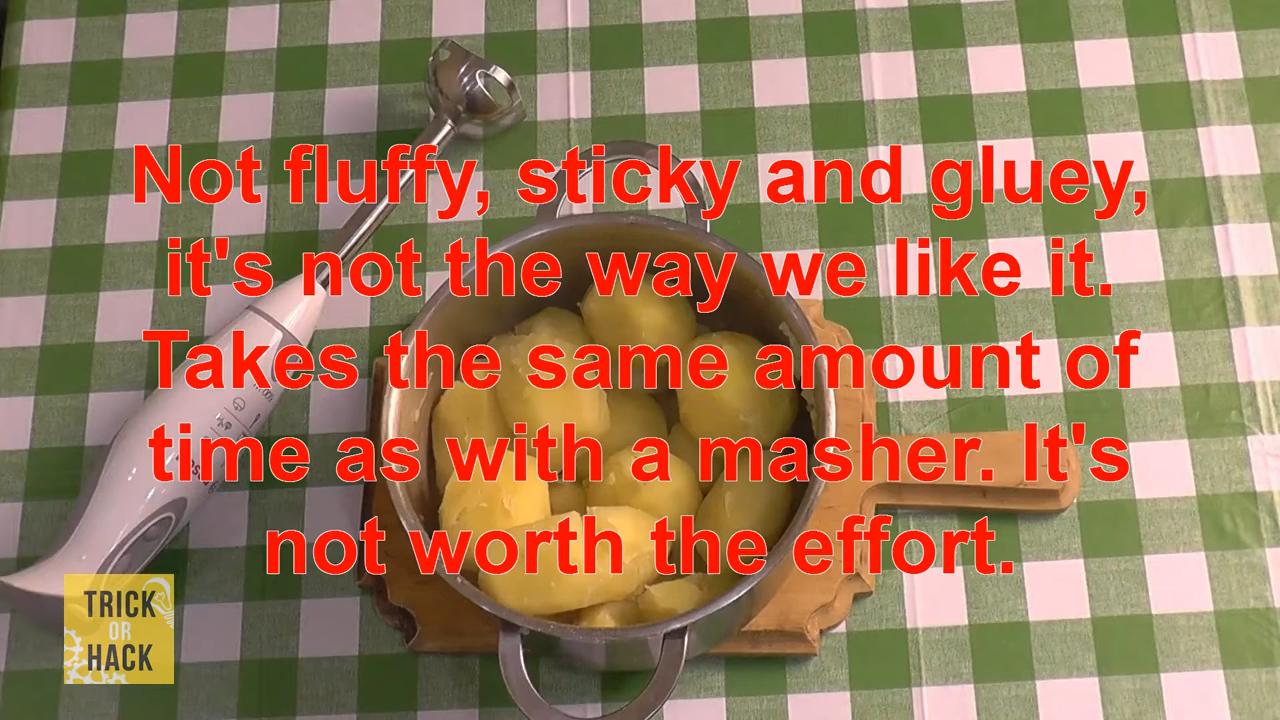 Not fluffy, sticky and gluey,
it's not the way we like it.
Takes the same amount of
time as with a masher. It's
not worth the effort.
TRICK
OR
HACK